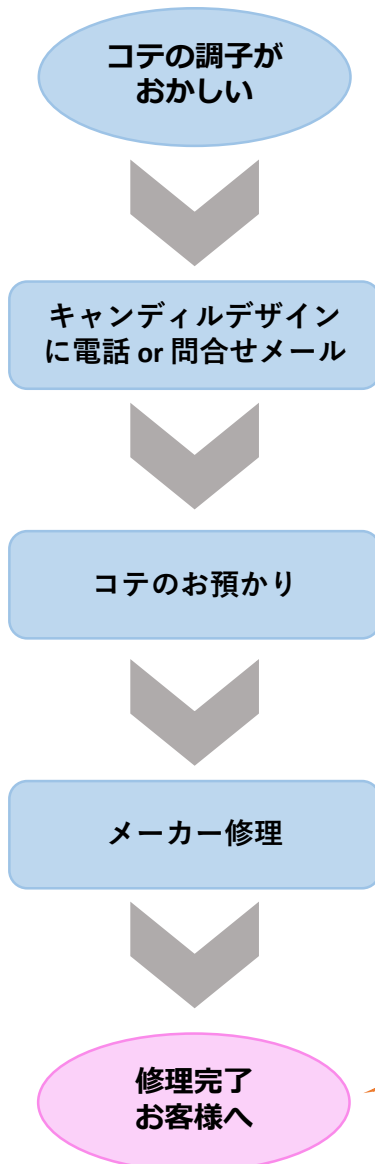 コテの調子が
おかしい
キャンディルデザイン
に電話 or 問合せメール
コテのお預かり
メーカー修理
修理完了
お客様へ